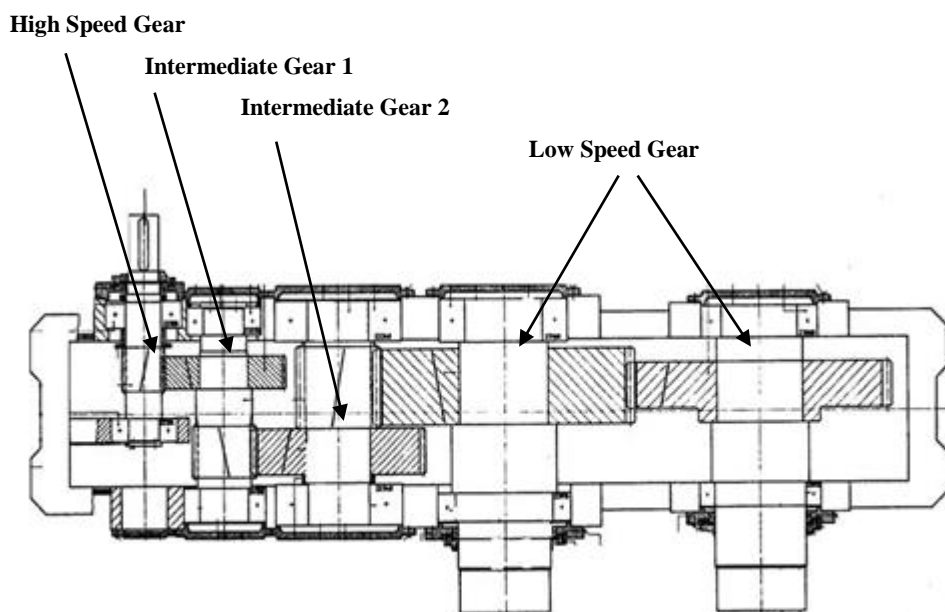 High Speed Gear
Intermediate Gear 1
Intermediate Gear 2
Low Speed Gear